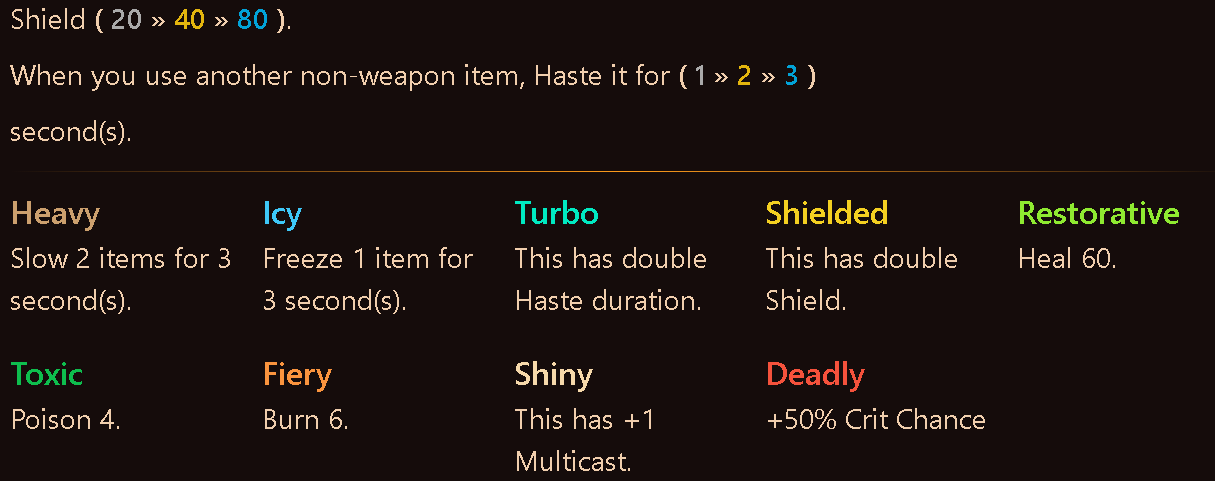 Shield ( 20 » 40 » 80 ).
When you use another non-weapon item, Haste it for ( 1 » 2 » 3 )
second(s).
Heavy
Slow 2 items for 3
second(s).
Icy
Freeze 1 item for
3 second(s).
Turbo
This has double
Haste duration.
Shielded
This has double
Shield.
Restorative
Heal 60.
Toxic
Poison 4.
Fiery
Burn 6.
Shiny
This has +1
Multicast.
Deadly
+50% Crit Chance